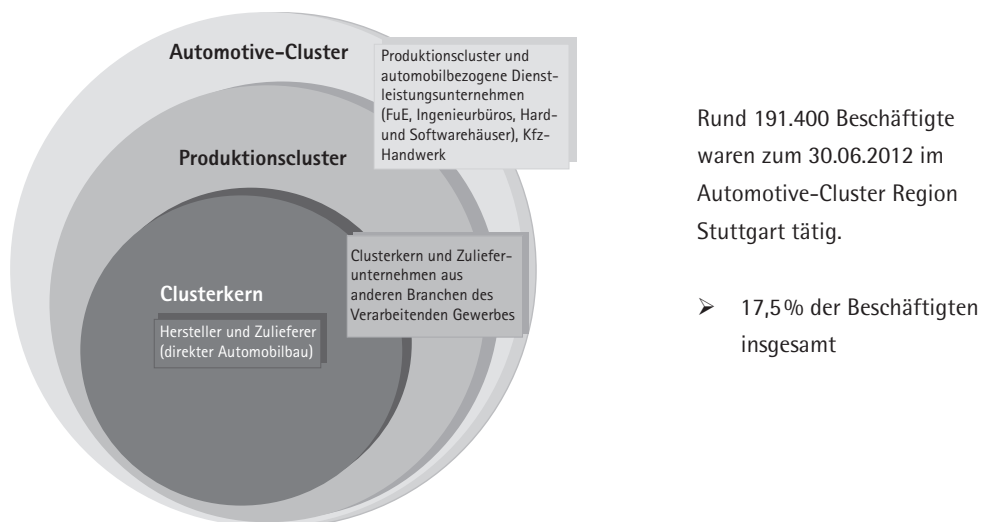 Automotive-Cluster
Produktionscluster und
automobilbezogene Dienst-
leistungsunternehmen
(FuE, Ingenieurbüros, Hard-
und Softwarehäuser), Kfz-
Handwerk
Produktionscluster
Clusterkern und Zuliefer-
unternehmen aus
anderen Branchen des
Verarbeitenden Gewerbes
Clusterkern
Hersteller und Zulieferer
(direkter Automobilbau)
Rund 191.400 Beschäftigte
waren zum 30.06.2012 im
Automotive-Cluster Region
Stuttgart tätig.
➢ 17,5% der Beschäftigten
insgesamt